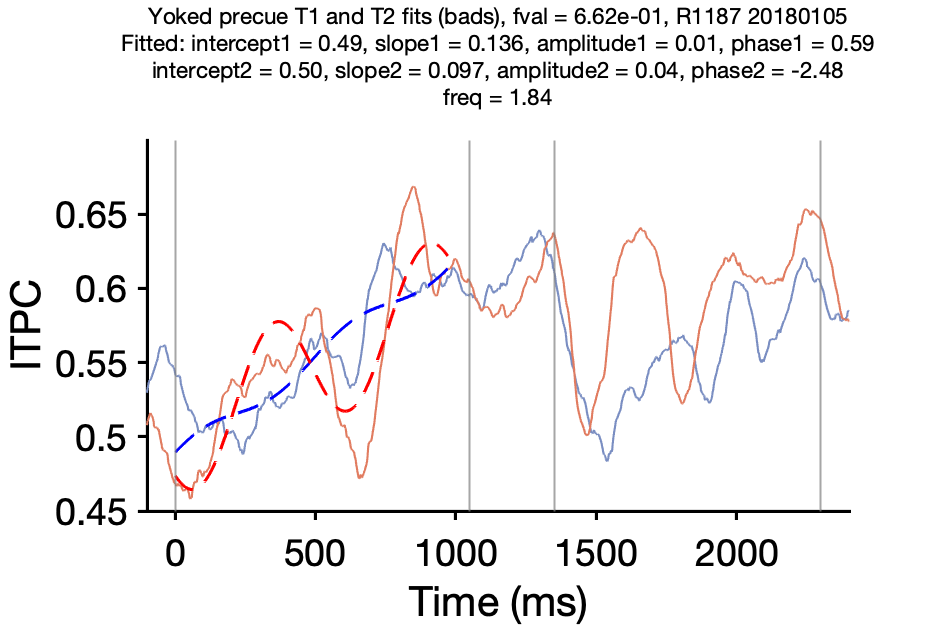 Yoked precue T1 and T2 fits (bads), fval = 6.62e-01, R1187 20180105
Fitted: intercept1 = 0.49, slope1 = 0.136, amplitude1 = 0.01, phase1 = 0.59
intercept2 = 0.50, slope2 = 0.097, amplitude2 = 0.04, phase2 = -2.48
freq = 1.84
ITPC
0.65
0.6
0.55
0.5
0.45
0 500 1000 1500 2000
Time (ms)